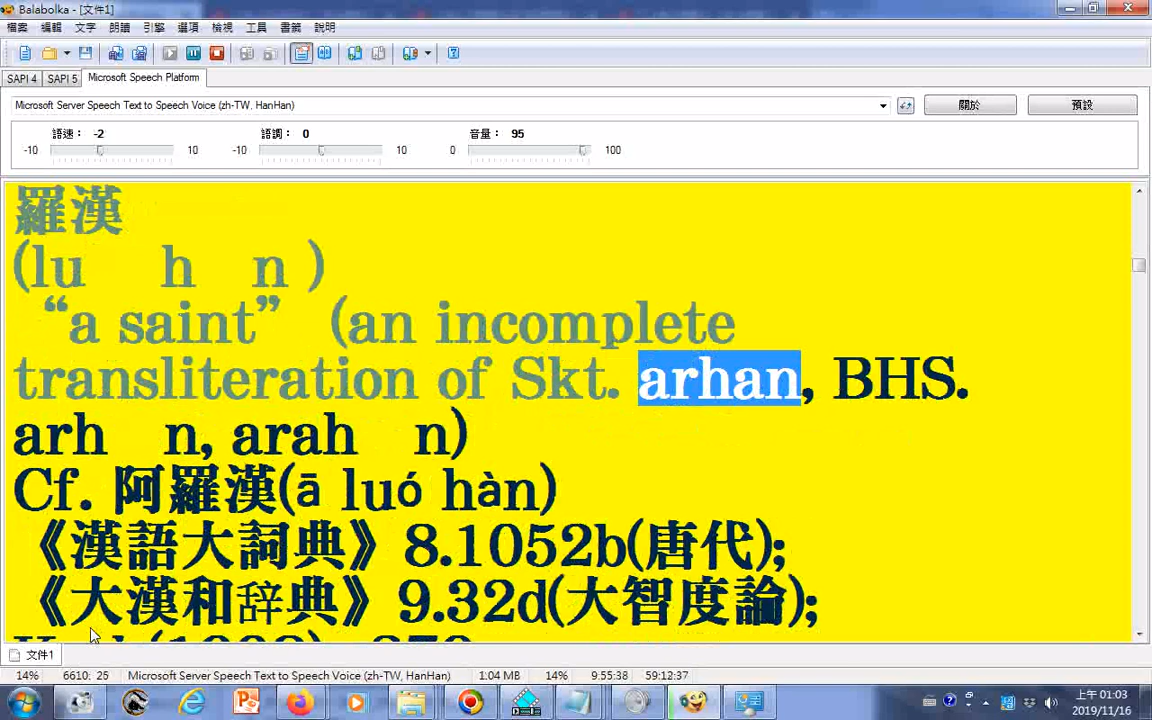 Balabolka - [文件1]
檔案 編輯 文字 朗讀 引擎 選項 檢視 工具 書籤 說明
SAPI 4 SAPI 5 Microsoft Speech Platform
Microsoft Server Speech Text to Speech Voice (zh-TW, HanHan) 關於 預設
語速： -2 語調： 0 音量： 95
-10 10 -10 10 0 100
羅漢
(lu h n )
“a saint” (an incomplete
transliteration of Skt. arhan, BHS.
arh n, arah n)
Cf. 阿羅漢(ā luó hàn)
《漢語大詞典》8.1052b(唐代);
《大漢和辞典》9.32d(大智度論);
文件1
14% 6610: 25 Microsoft Server Speech Text to Speech Voice (zh-TW, HanHan) 1:04 MB 14% 9:55:38 59:12:37
上午 01:03
2019/11/16